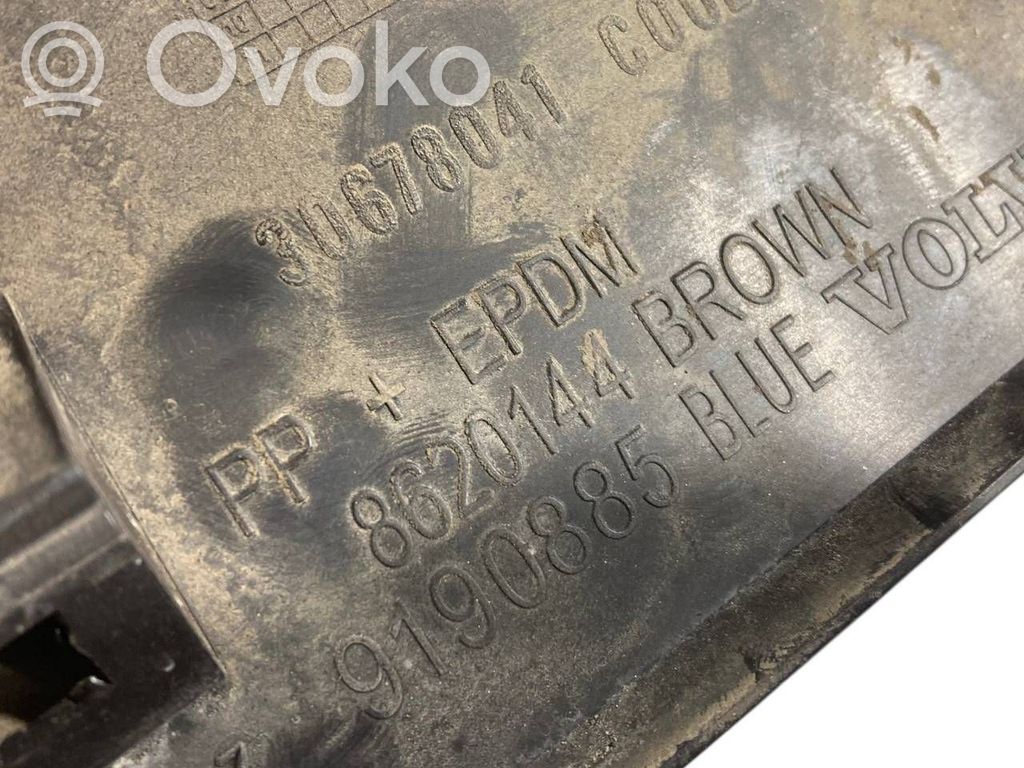 Ovoko
30678041
PP + EPDM
8620144 BROWN
9190885 BLUE